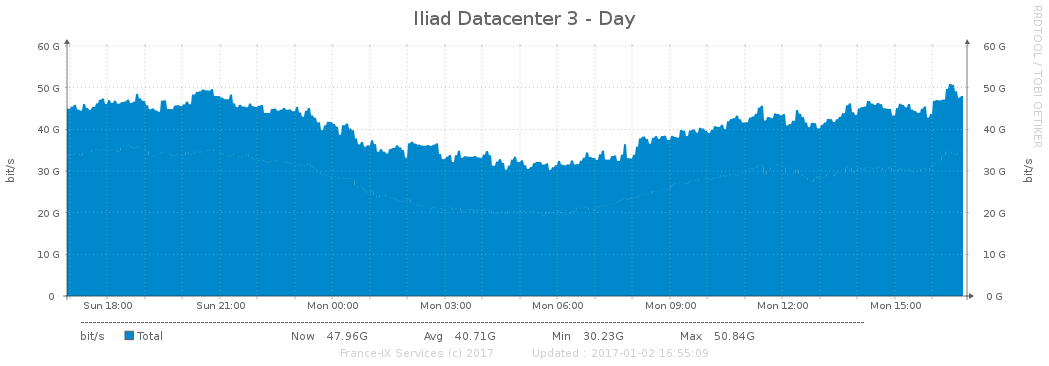 Iliad Datacenter 3 - Day
RRDTOOL / TOBI OETIKER
60 G 60 G
50 G 50 G
40 G 40 G
30 G 30 G
20 G 20 G
10 G 10 G
0 0 G
bit/s bit/s
Sun 18:00 Sun 21:00 Mon 00:00 Mon 03:00 Mon 06:00 Mon 09:00 Mon 12:00 Mon 15:00
bit/s Total Now 47.96G Avg 40.71G Min 30.23G Max 50.84G
France-IX Services (c) 2017 Updated : 2017-01-02 16:55:09